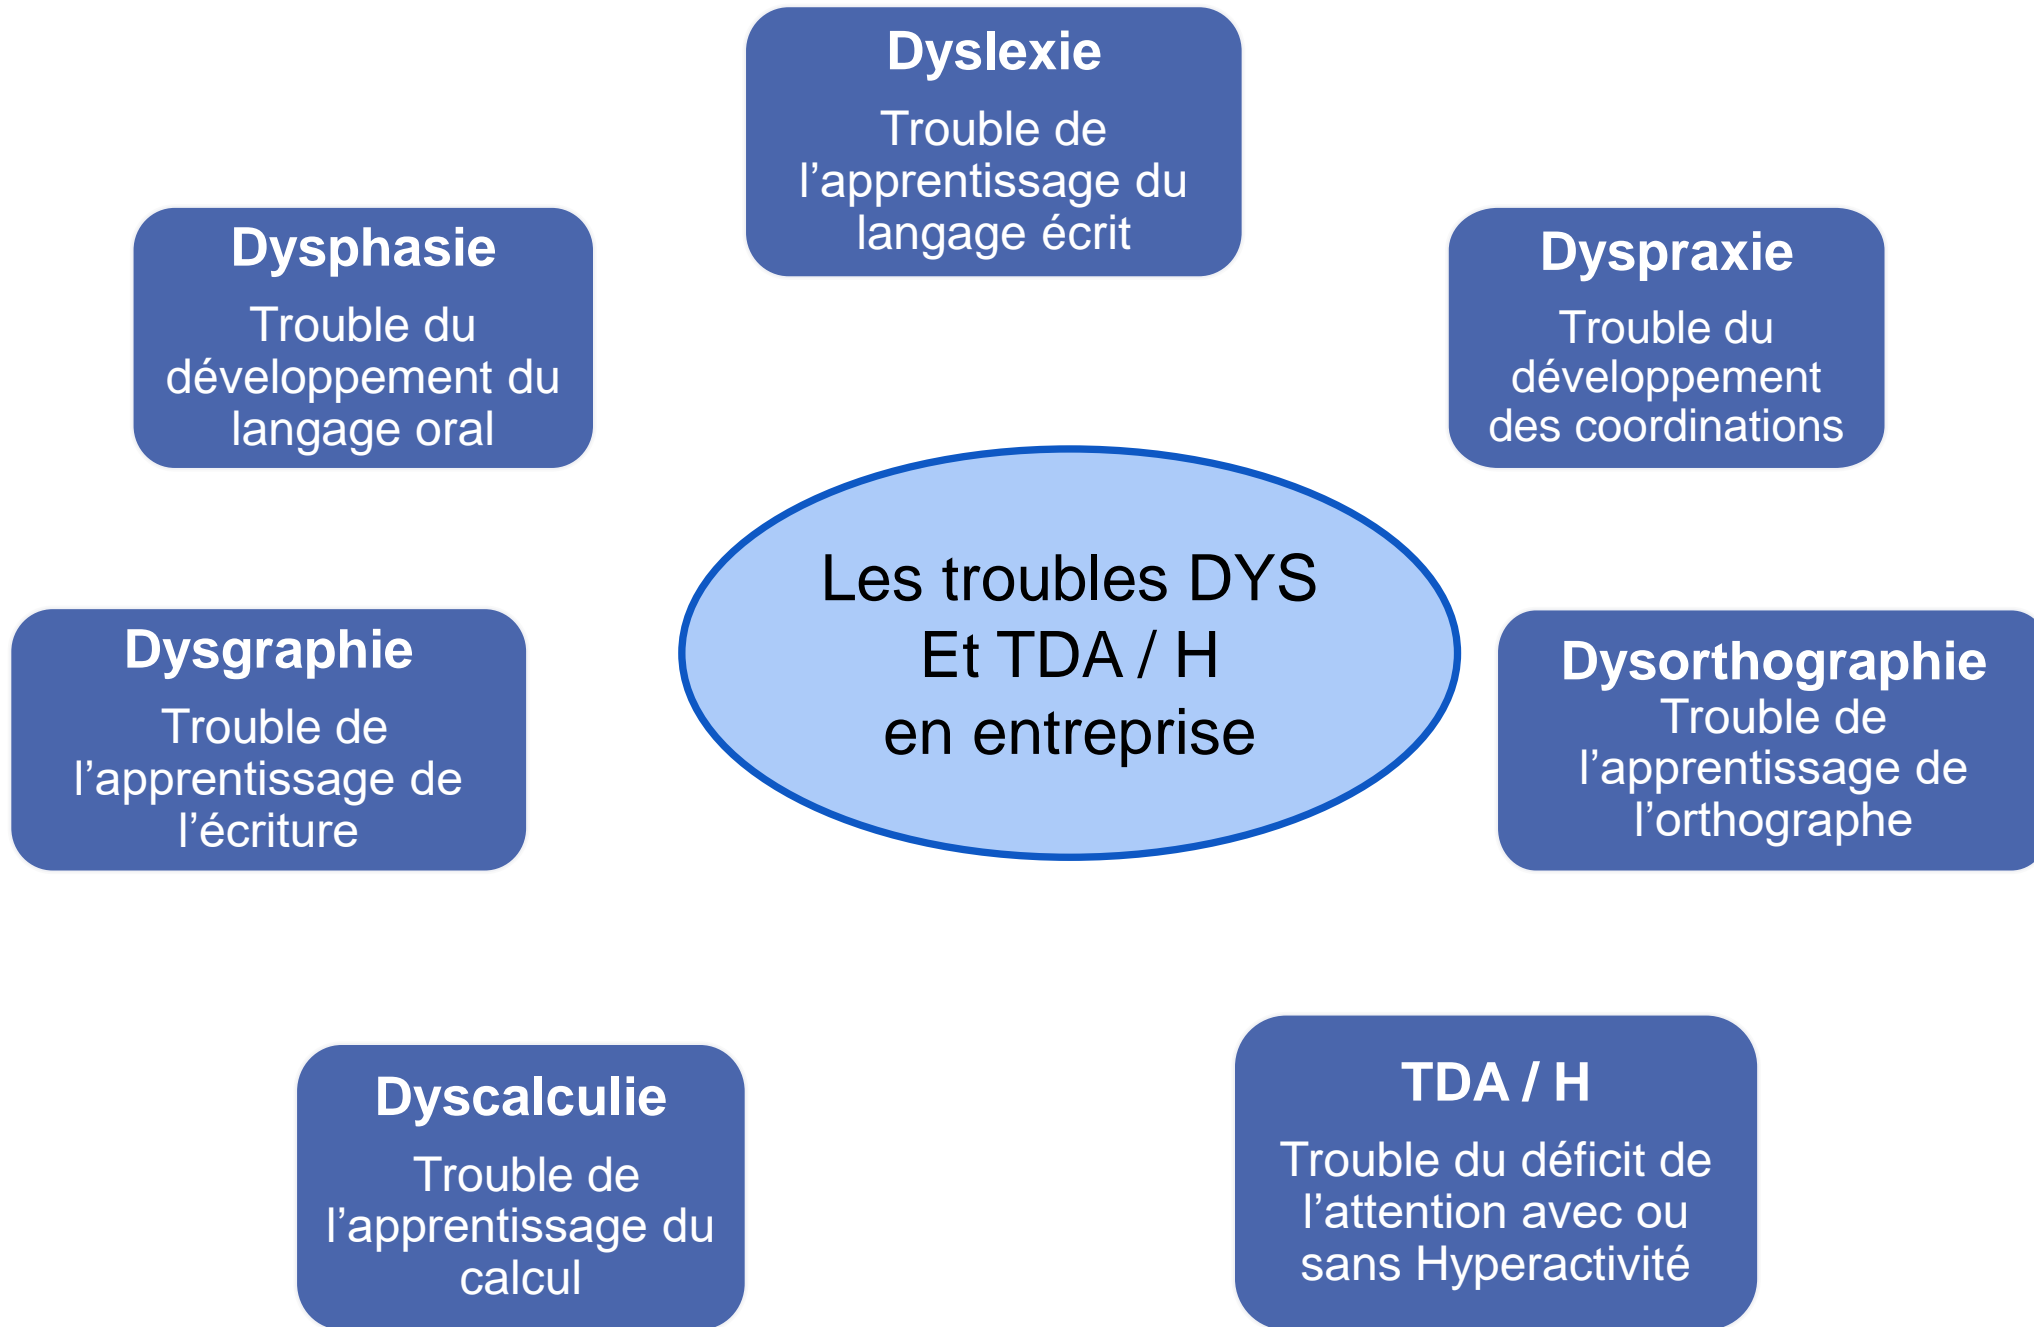 Dyslexie
Trouble de
l’apprentissage du
langage écrit
Dysphasie
Trouble du
développement du
langage oral
Dyspraxie
Trouble du
développement
des coordinations
Les troubles DYS
Et TDA / H
en entreprise
Dysgraphie
Trouble de
l’apprentissage de
l’écriture
Dysorthographie
Trouble de
l’apprentissage de
l’orthographe
Dyscalculie
Trouble de
l’apprentissage du
calcul
TDA / H
Trouble du déficit de
l’attention avec ou
sans Hyperactivité